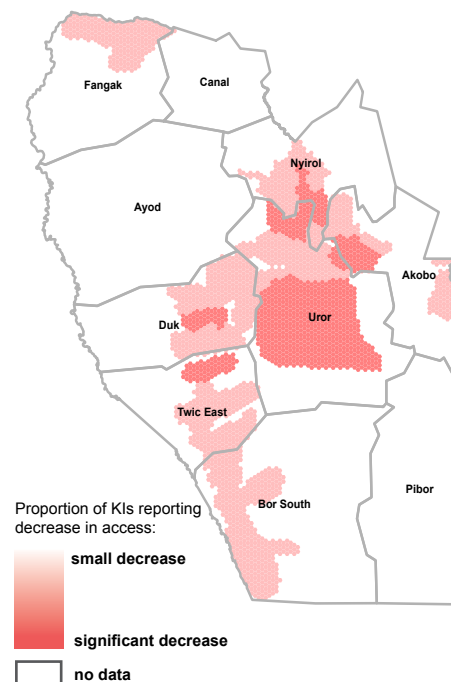 Fangak
Canal
Nyirol
Ayod
Akobo
Duk
Uror
Twic East
Bor South
Pibor
Proportion of KIs reporting
decrease in access:
small decrease
significant decrease
no data